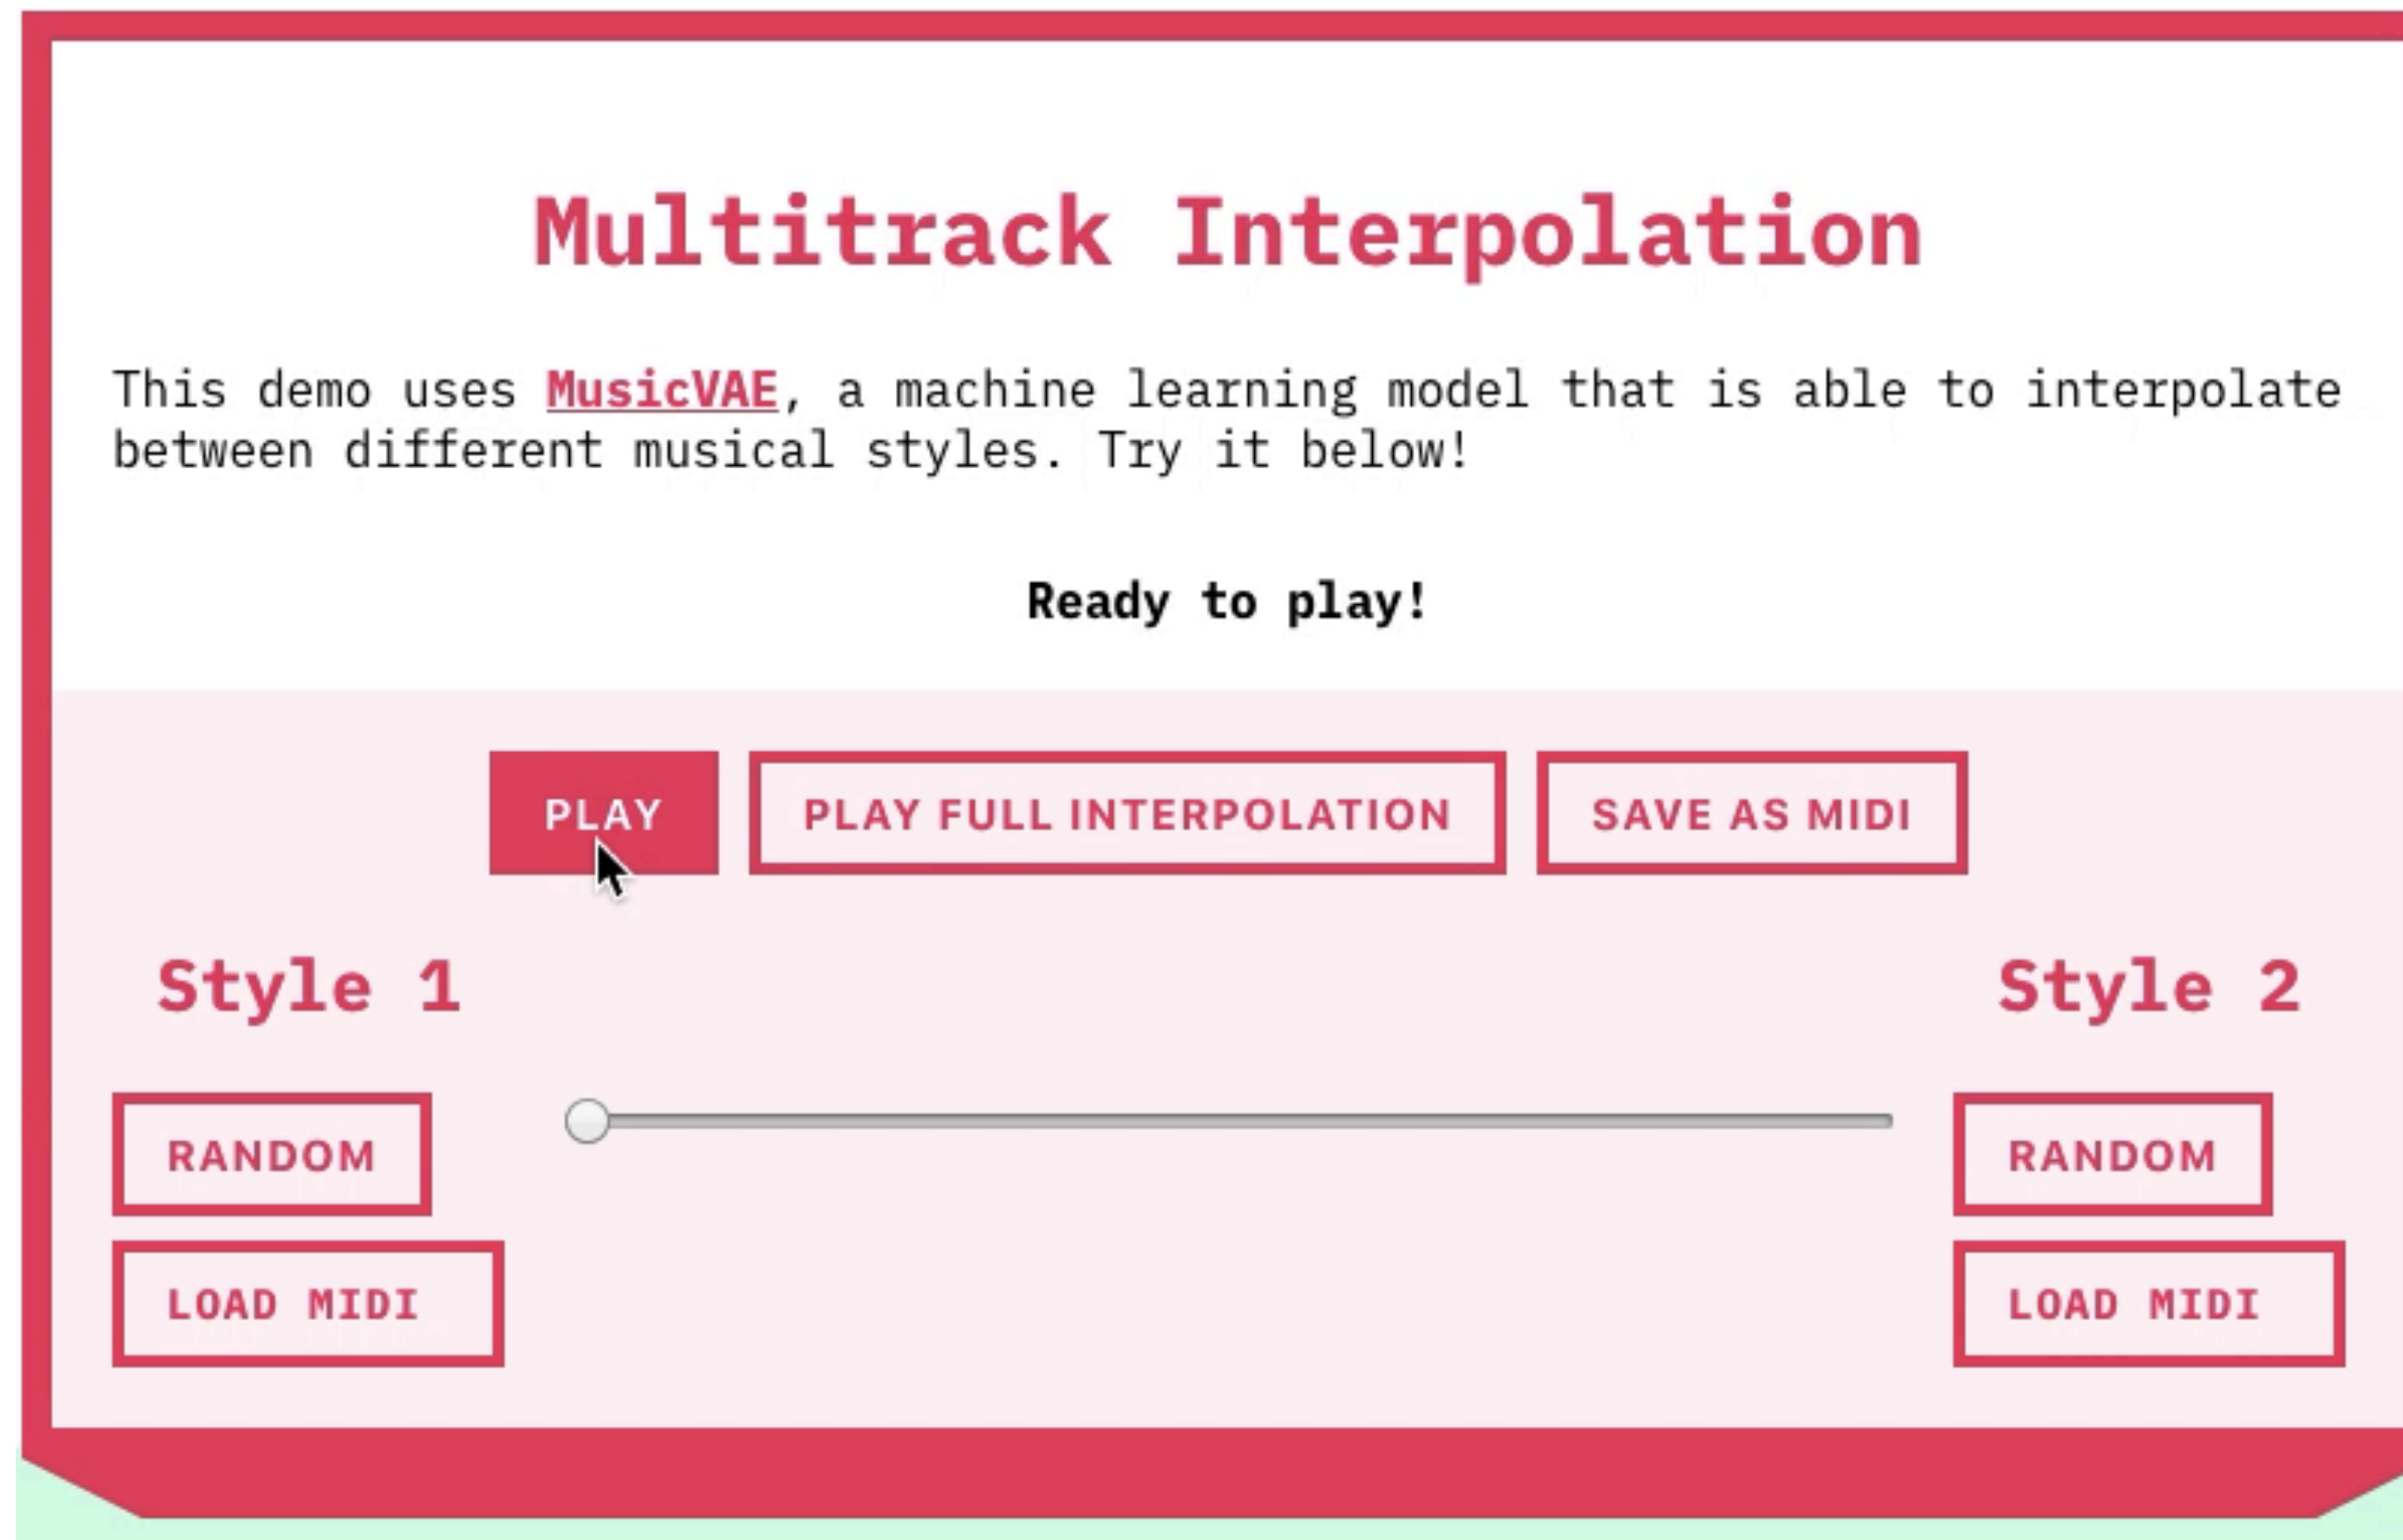 Multitrack Interpolation
This demo uses MusicVAE, a machine learning model that is able to interpolate
between different musical styles. Try it below!
Ready to play!
PLAY
PLAY FULL INTERPOLATION
SAVE AS MIDI
Style 1
Style 2
RANDOM
RANDOM
LOAD MIDI
LOAD MIDI